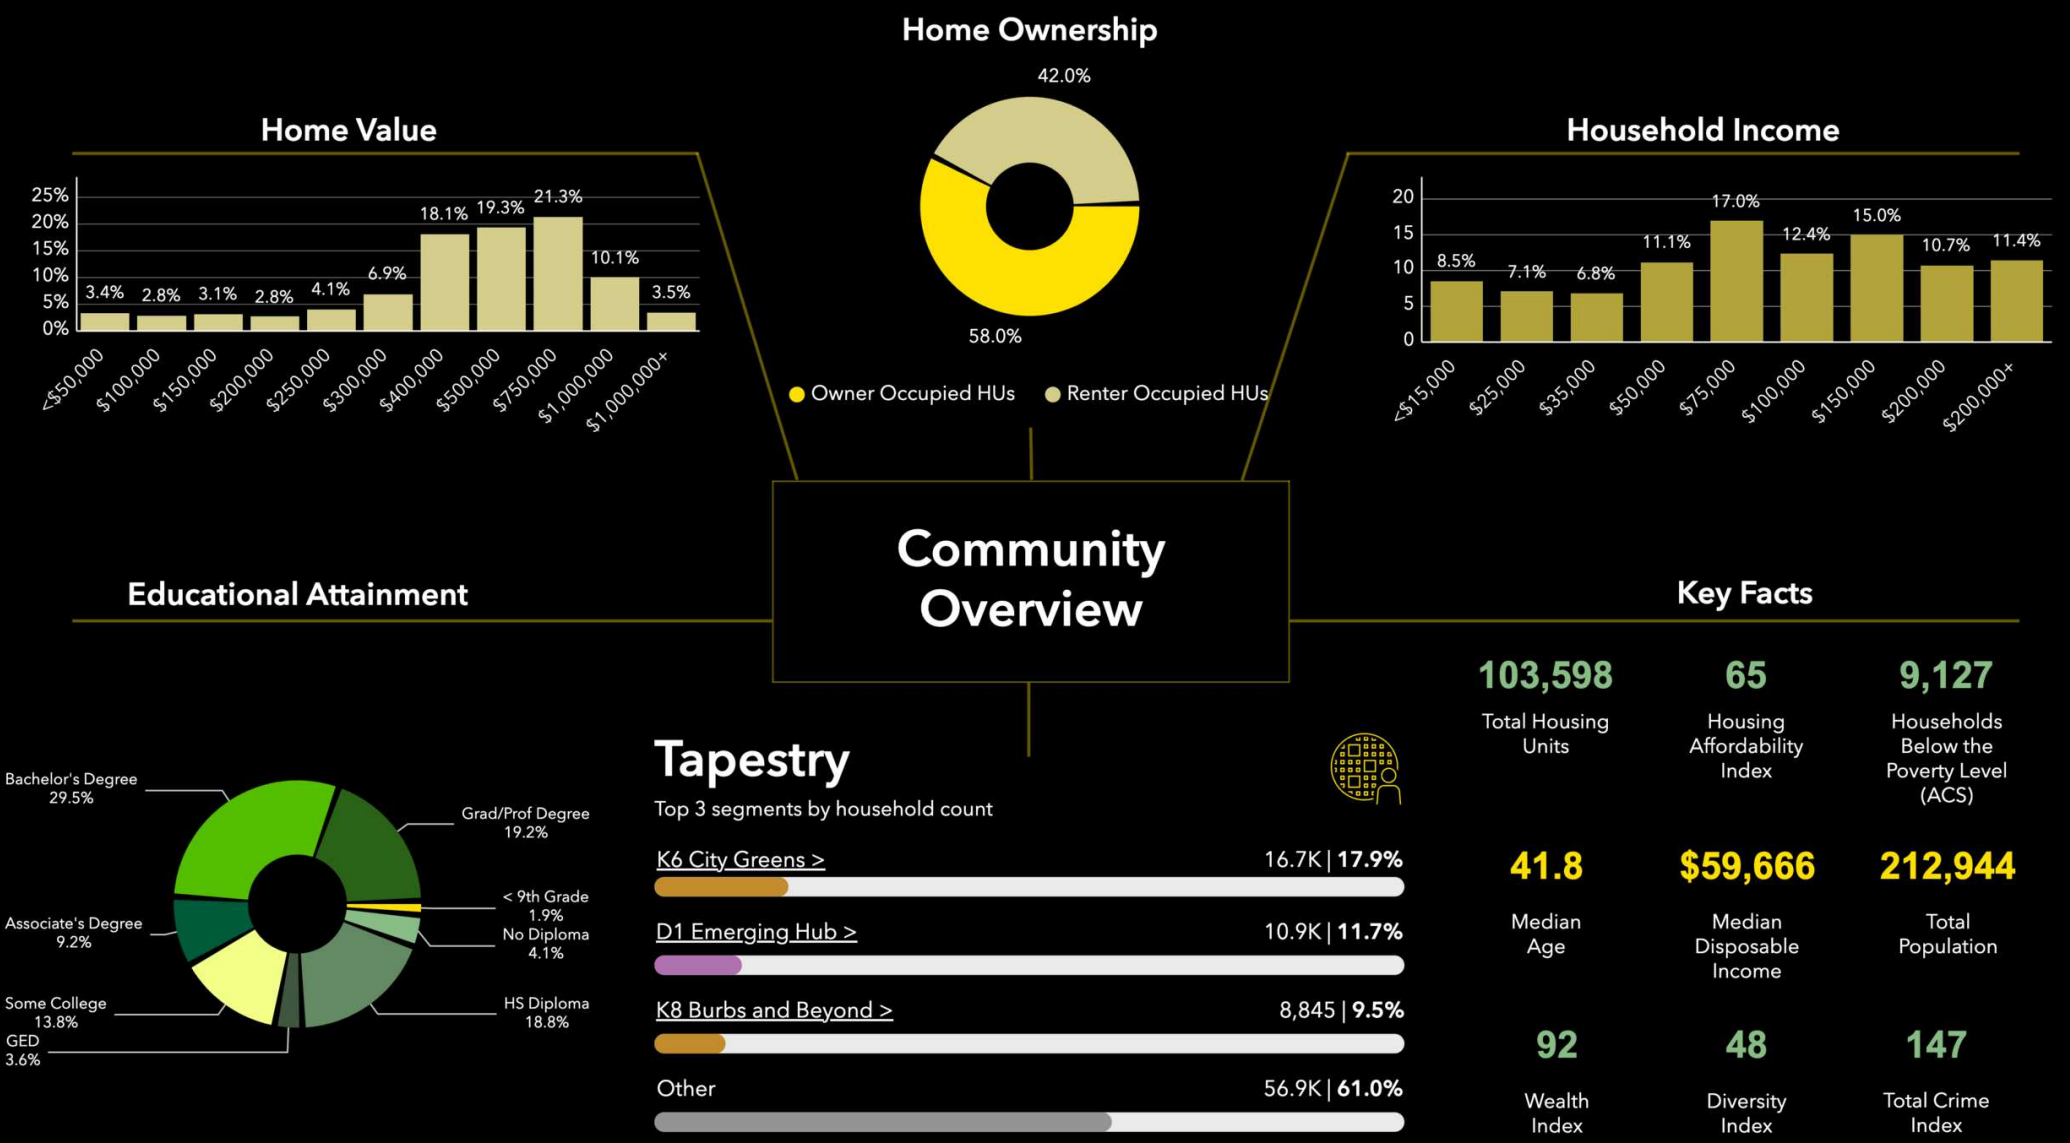 Home Ownership
42.0%
58.0%
Owner Occupied HUs
Renter Occupied HUs
Home Value
25%
20%
15%
10%
5%
0%
3.4%
2.8%
3.1%
2.8%
4.1%
6.9%
18.1%
19.3%
21.3%
10.1%
3.5%
<$50,000
$100,000
$150,000
$200,000
$250,000
$300,000
$400,000
$500,000
$750,000
$1,000,000
$1,000,000+
Household Income
20
15
10
5
0
8.5%
7.1%
6.8%
11.1%
17.0%
12.4%
15.0%
10.7%
11.4%
<$15,000
$25,000
$35,000
$50,000
$75,000
$100,000
$150,000
$200,000
$200,000+
Community
Overview
Educational Attainment
Bachelor's Degree
29.5%
Grad/Prof Degree
19.2%
< 9th Grade
1.9%
No Diploma
4.1%
HS Diploma
18.8%
Associate's Degree
9.2%
Some College
13.8%
GED
3.6%
Tapestry
Top 3 segments by household count
K6 City Greens >
16.7K | 17.9%
D1 Emerging Hub >
10.9K | 11.7%
K8 Burbs and Beyond >
8,845 | 9.5%
Other
56.9K | 61.0%
Key Facts
103,598
Total Housing
Units
65
Housing
Affordability
Index
9,127
Households
Below the
Poverty Level
(ACS)
41.8
Median
Age
$59,666
Median
Disposable
Income
212,944
Total
Population
92
Wealth
Index
48
Diversity
Index
147
Total Crime
Index